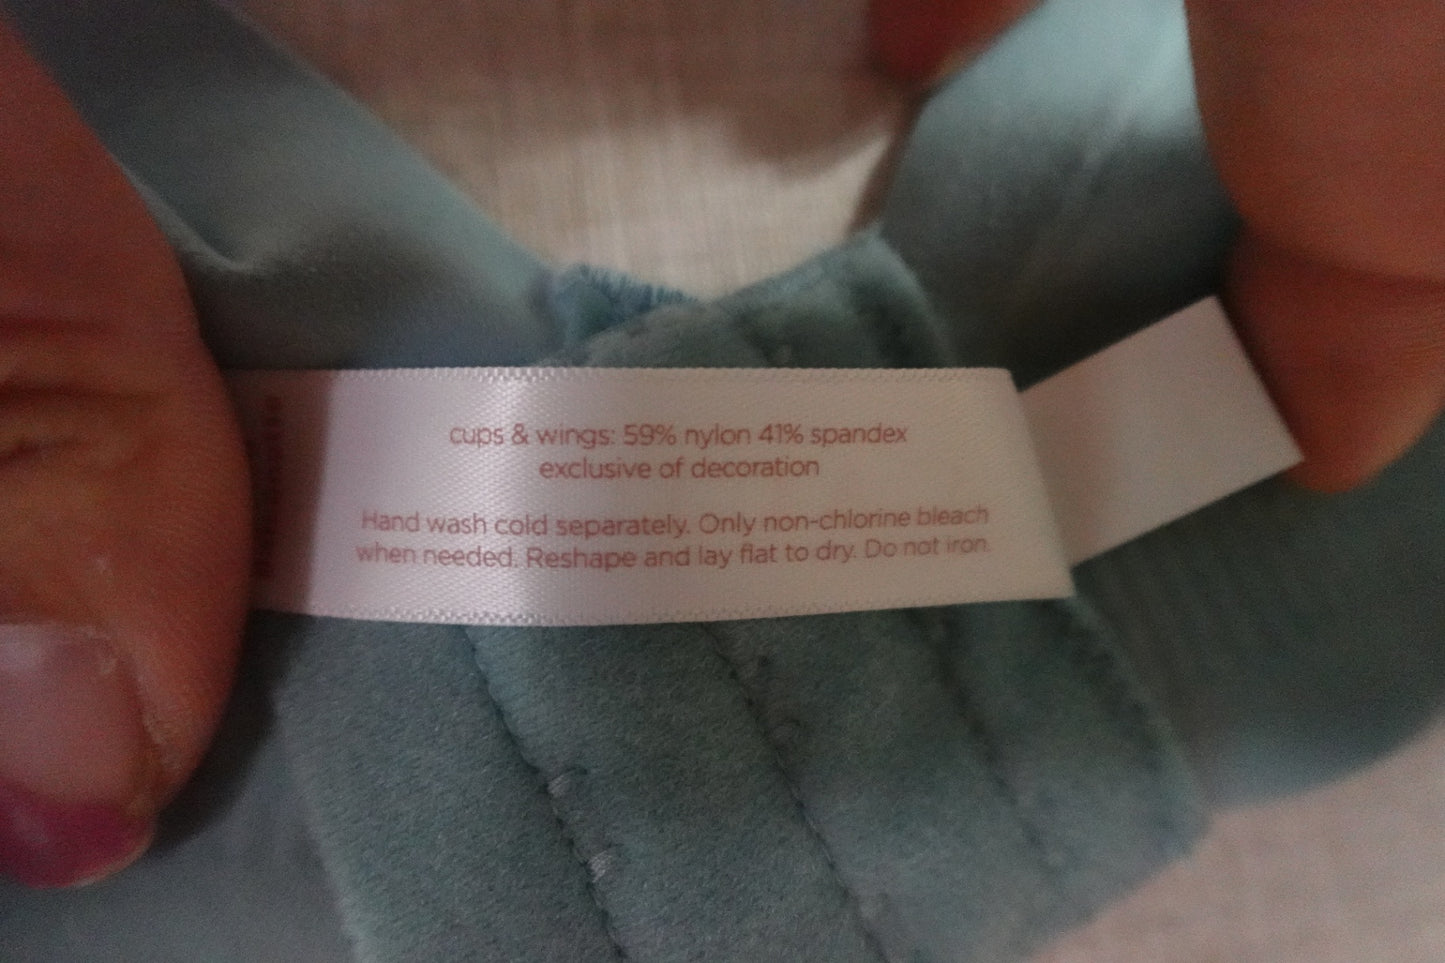 cups & wings: 59% nylon 41% spandex
exclusive of decoration
Hand wash cold separately. Only non-chlorine bleach
when needed. Reshape and lay flat to dry. Do not iron.